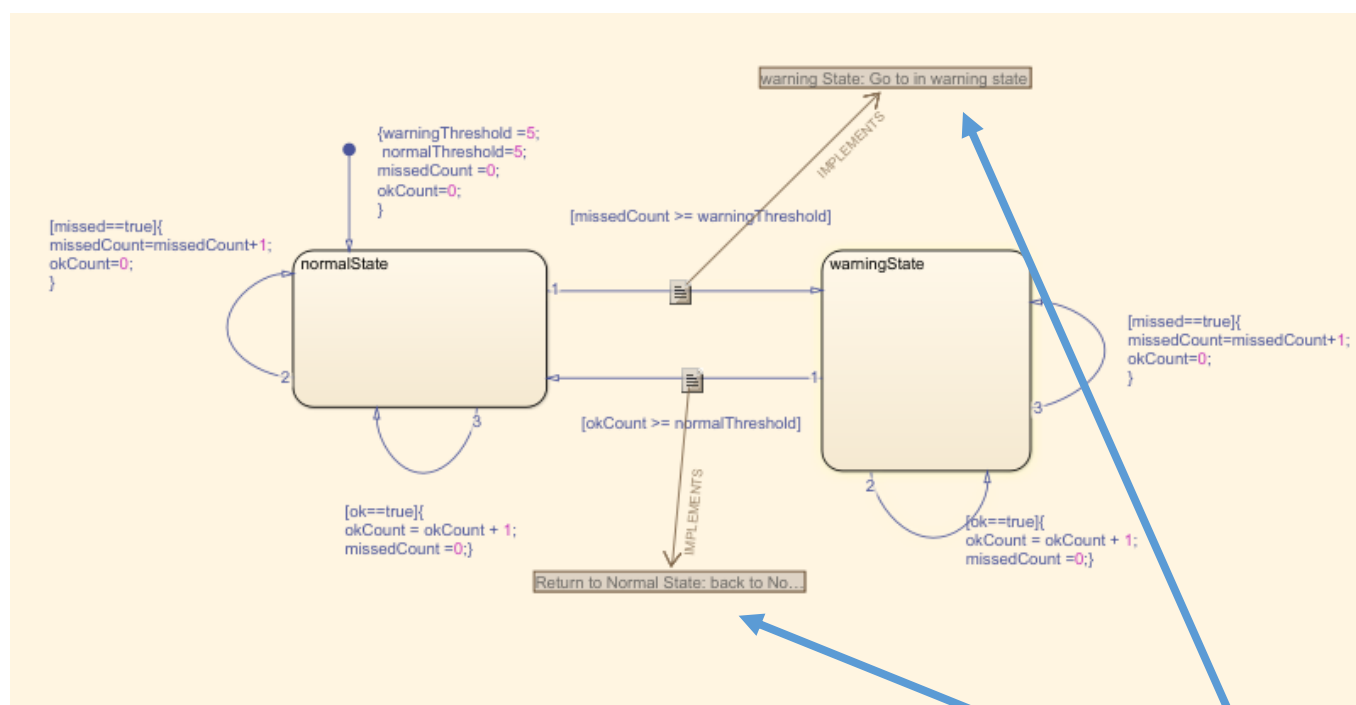 warning State: Go to in warning state
IMPLEMENTS
{warningThreshold =5;
normalThreshold=5;
missedCount =0;
okCount=0;
}
[missedCount >= warningThreshold]
[missed==true]{
missedCount=missedCount+1;
okCount=0;
}
normalState
warningState
1
[missed==true]{
missedCount=missedCount+1;
okCount=0;
}
2
1
3
3
[okCount >= normalThreshold]
2
IMPLEMENTS
[ok==true]{
okCount = okCount + 1;
missedCount =0;}
[ok==true]{
okCount = okCount + 1;
missedCount =0;}
Return to Normal State: back to No...